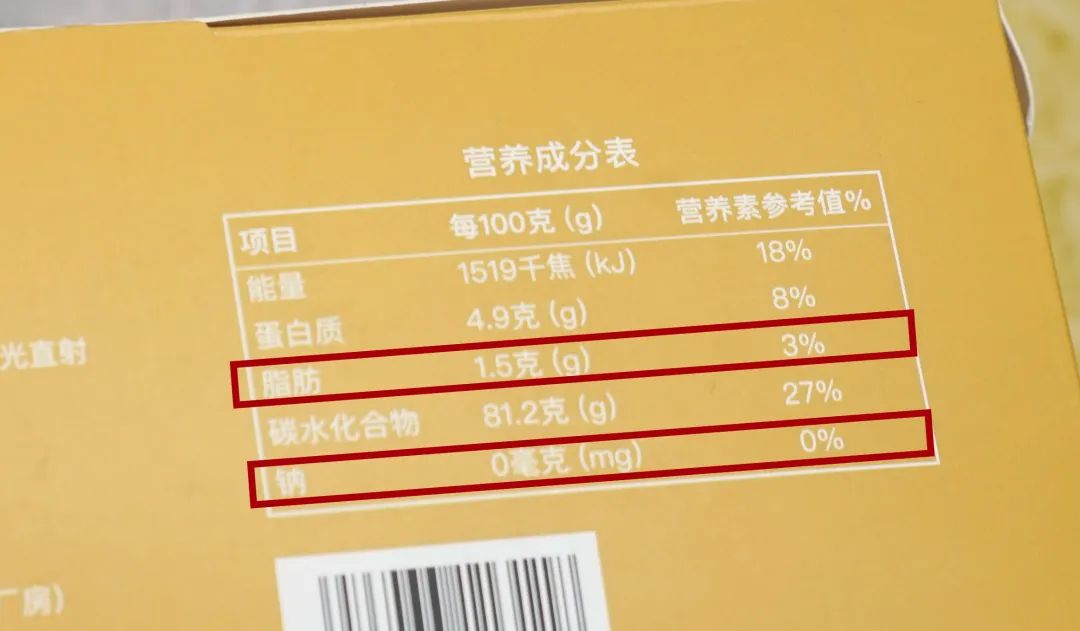 营养成分表
项目 每100克 (g) 营养素参考值%
能量 1519千焦 (kJ) 18%
蛋白质 4.9克 (g) 8%
脂肪 1.5克 (g) 3%
碳水化合物 81.2克 (g) 27%
钠 0毫克 (mg) 0%
光直射
厂房)